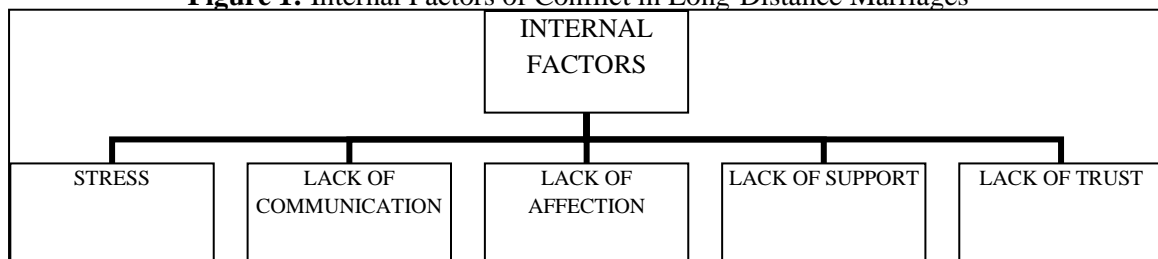 Figure 1: Internal Factors of Conflict in Long-Distance Marriages
INTERNAL
FACTORS
STRESS
LACK OF
COMMUNICATION
LACK OF
AFFECTION
LACK OF SUPPORT
LACK OF TRUST